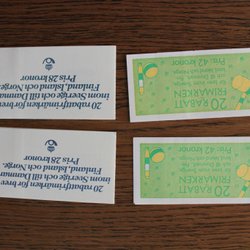 20 rabattfrimärken för brev
inom Sverige och till Danmar
Finland, Island och Norge.
Pris 28 kronor
20 RABATT
FRIMÄRKEN
Pris 42 kronor
20 rabattfrimärken för brev
inom Sverige och till Danmar
Finland, Island och Norge.
Pris 28 kronor
20 RABATT
FRIMÄRKEN
Pris 42 kronor